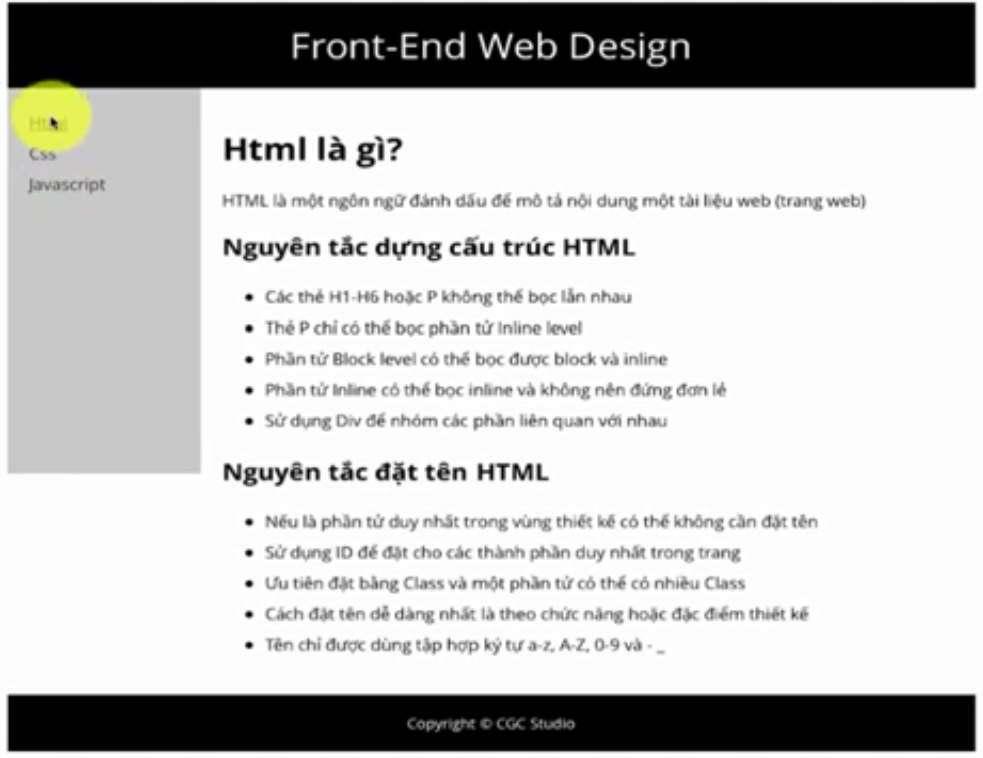 Front-End Web Design
Html
Css
Javascript
Html là gì?
HTML là một ngôn ngữ đánh dấu để mô tả nội dung một tài liệu web (trang web)
Nguyên tắc dựng cấu trúc HTML
• Các thẻ H1-H6 hoặc P không thể bọc lẫn nhau
• Thẻ P chỉ có thể bọc phần tử Inline level
• Phần tử Block level có thể bọc được block và inline
• Phần tử Inline có thể bọc inline và không nên đứng đơn lẻ
• Sử dụng Div để nhóm các phần liên quan với nhau
Nguyên tắc đặt tên HTML
• Nếu là phần tử duy nhất trong vùng thiết kế có thể không cần đặt tên
• Sử dụng ID để đặt cho các thành phần duy nhất trong trang
• Ưu tiên đặt bằng Class và một phần tử có thể có nhiều Class
• Cách đặt tên dễ dàng nhất là theo chức năng hoặc đặc điểm thiết kế
• Tên chỉ được dùng tập hợp ký tự a-z, A-Z, 0-9 và - _
Copyright © CGC Studio